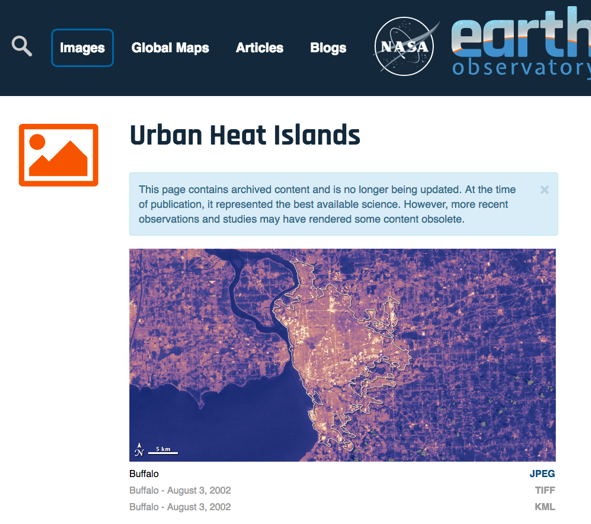 Images
Global Maps
Articles
Blogs
NASA
earth
observatory
Urban Heat Islands
This page contains archived content and is no longer being updated. At the time
of publication, it represented the best available science. However, more recent
observations and studies may have rendered some content obsolete.
×
N
5 km
Buffalo
JPEG
Buffalo - August 3, 2002
TIFF
Buffalo - August 3, 2002
KML